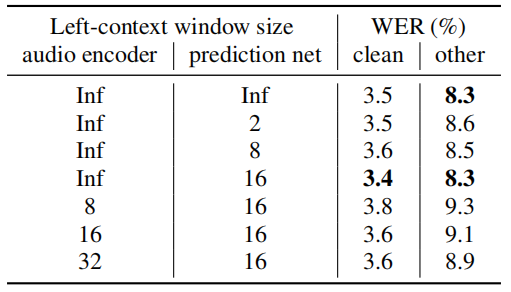 Left-context window size WER (%)
audio encoder prediction net clean other
Inf Inf 3.5 8.3
Inf 2 3.5 8.6
Inf 8 3.6 8.5
Inf 16 3.4 8.3
8 16 3.8 9.3
16 16 3.6 9.1
32 16 3.6 8.9